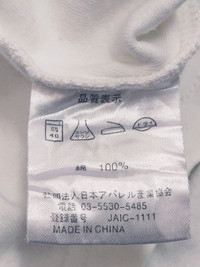 品質表示
40
綿 100%
社団法人日本アパレル産業協会
電話 03-5530-5485
登録番号 JAIC-1111
MADE IN CHINA